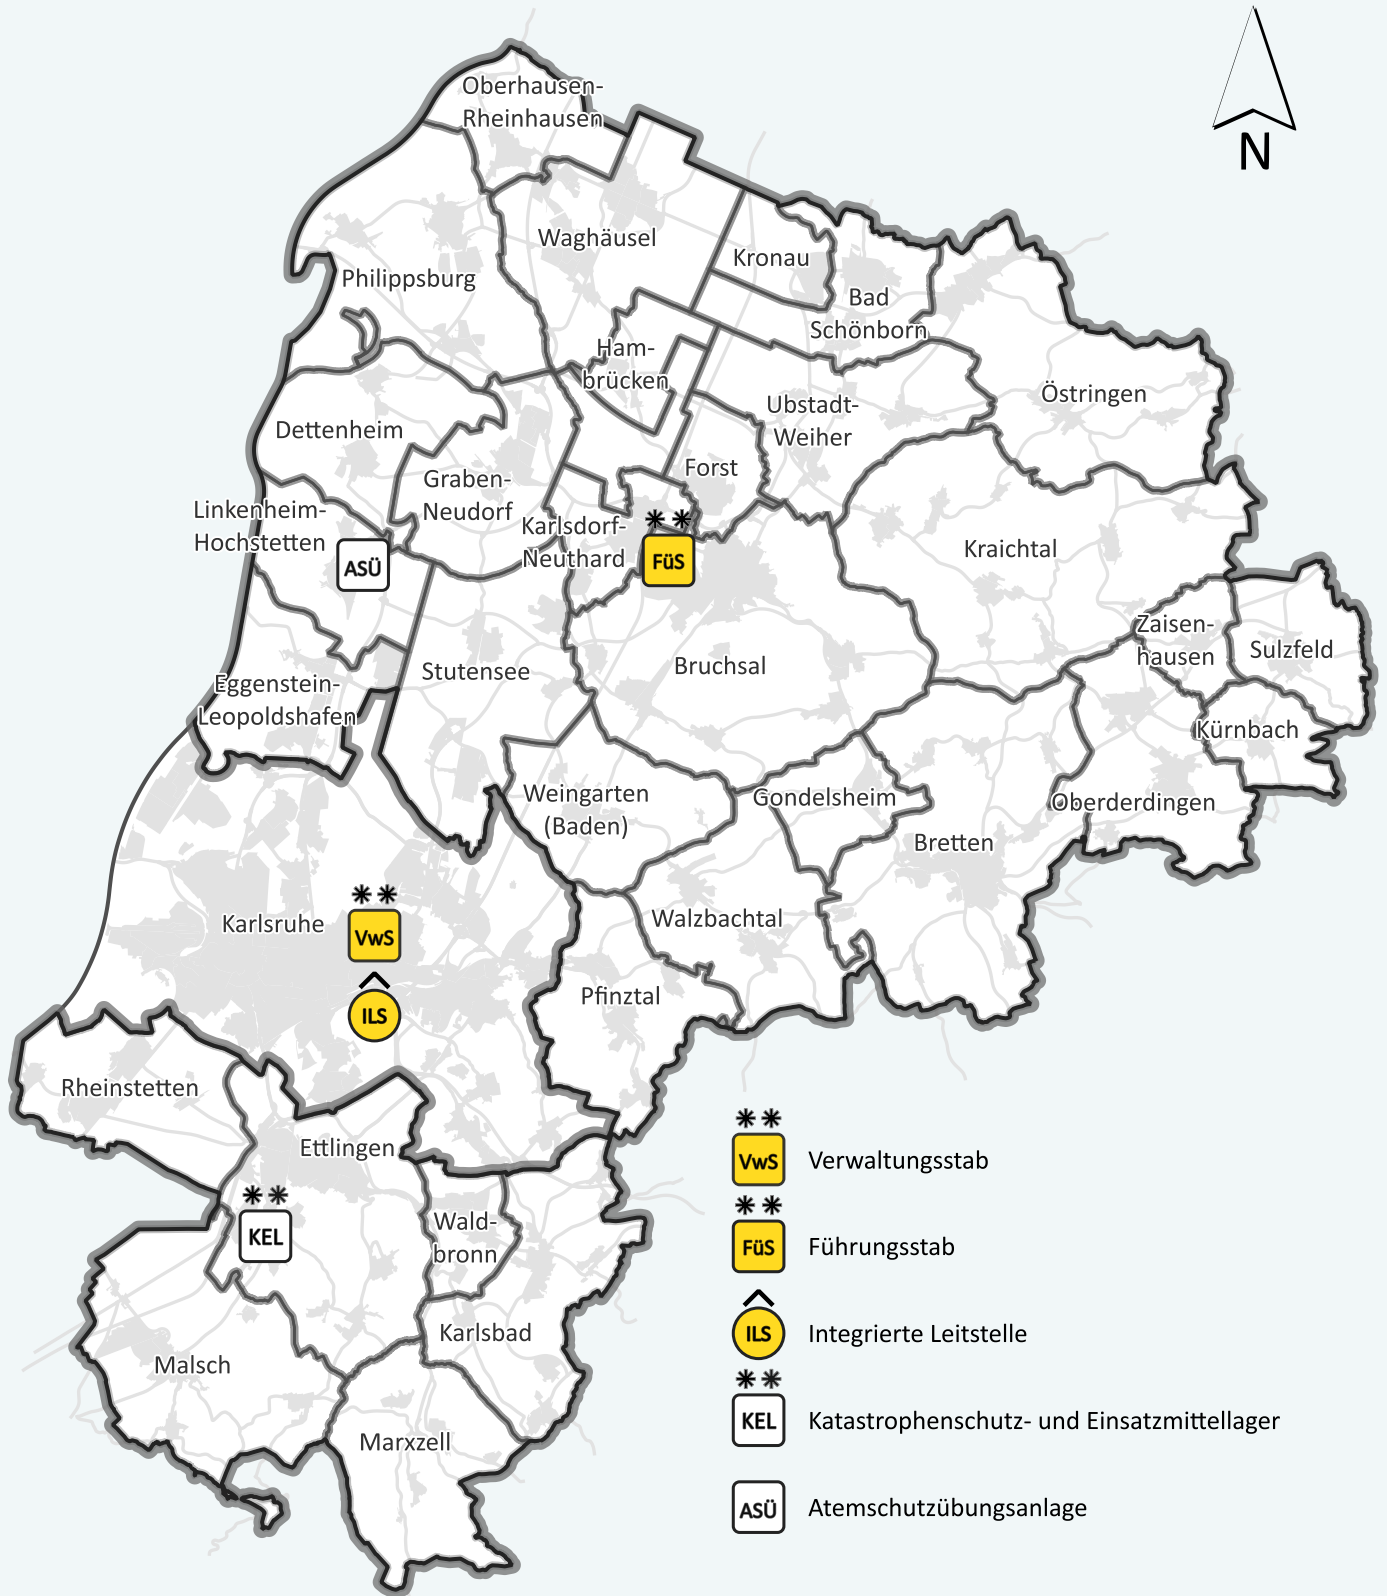 N
Oberhausen-
Rheinhausen
Waghäusel
Kronau
Philippsburg
Bad
Schönborn
Ham-
brücken
Östringen
Ubstadt-
Weiher
Dettenheim
Forst
Graben-
Neudorf
Linkenheim-
Hochstetten
Karlsdorf-
Neuthard
** 
FüS
ASÜ
Kraichtal
Zaisen-
hausen
Sulzfeld
Stutensee
Bruchsal
Eggenstein-
Leopoldshafen
Kürnbach
Weingarten
(Baden)
Gondelsheim
Oberderdingen
Bretten
Karlsruhe
**
VwS
Walzbachtal
ILS
Pfinztal
Rheinstetten
Ettlingen
**
KEL
Wald-
bronn
Karlsbad
Malsch
Marxzell
**
VwS Verwaltungsstab
**
FüS Führungsstab
ILS Integrierte Leitstelle
**
KEL Katastrophenschutz- und Einsatzmittellager
ASÜ Atemschutzübungsanlage